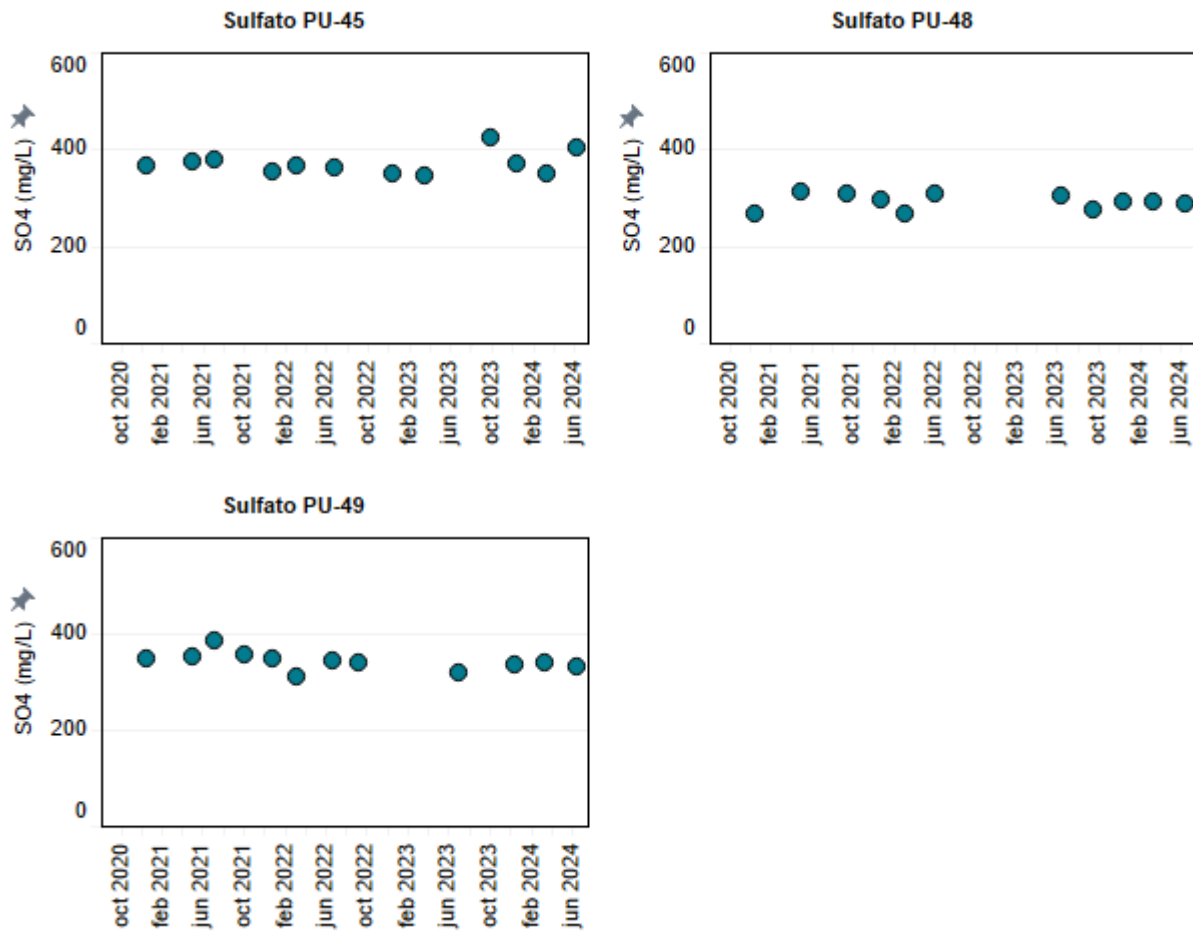 Sulfato PU-45
600
400
200
0
SO4 (mg/L)
oct 2020
feb 2021
jun 2021
oct 2021
feb 2022
jun 2022
oct 2022
feb 2023
jun 2023
oct 2023
feb 2024
jun 2024
Sulfato PU-48
600
400
200
0
SO4 (mg/L)
oct 2020
feb 2021
jun 2021
oct 2021
feb 2022
jun 2022
oct 2022
feb 2023
jun 2023
oct 2023
feb 2024
jun 2024
Sulfato PU-49
600
400
200
0
SO4 (mg/L)
oct 2020
feb 2021
jun 2021
oct 2021
feb 2022
jun 2022
oct 2022
feb 2023
jun 2023
oct 2023
feb 2024
jun 2024